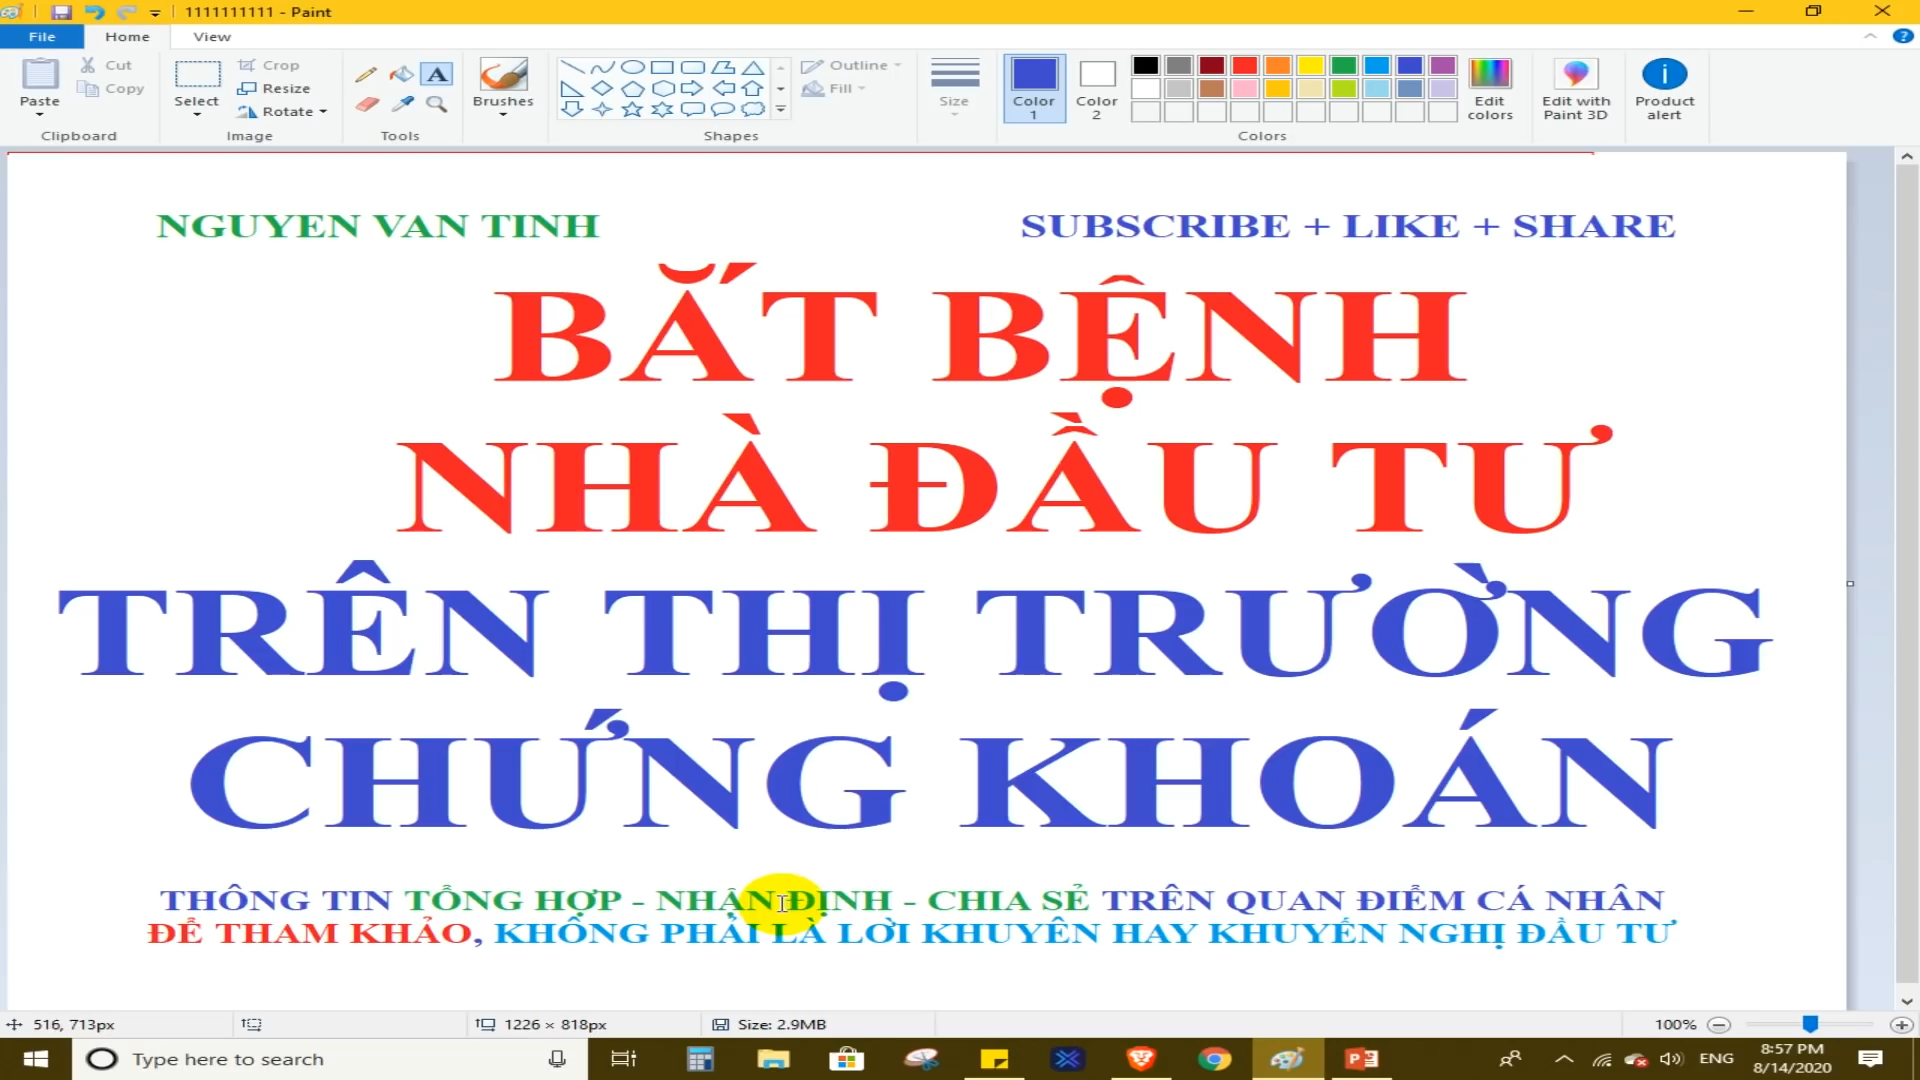 1111111111 - Paint
File Home View
Paste Cut Copy Clipboard
Select Crop Resize Rotate Image
Tools
Brushes
Outline Fill Shapes
Size
Color 1 Color 2 Edit colors Colors
Edit with Paint 3D
Product alert
NGUYEN VAN TINH SUBSCRIBE + LIKE + SHARE
BẮT BỆNH
NHÀ ĐẦU TƯ
TRÊN THỊ TRƯỜNG
CHỨNG KHOÁN
THÔNG TIN TỔNG HỢP - NHẬN ĐỊNH - CHIA SẺ TRÊN QUAN ĐIỂM CÁ NHÂN
ĐỂ THAM KHẢO, KHÔNG PHẢI LÀ LỜI KHUYÊN HAY KHUYẾN NGHỊ ĐẦU TƯ
516, 713px 1226 × 818px Size: 2.9MB 100%
Type here to search ENG 8:57 PM
8/14/2020